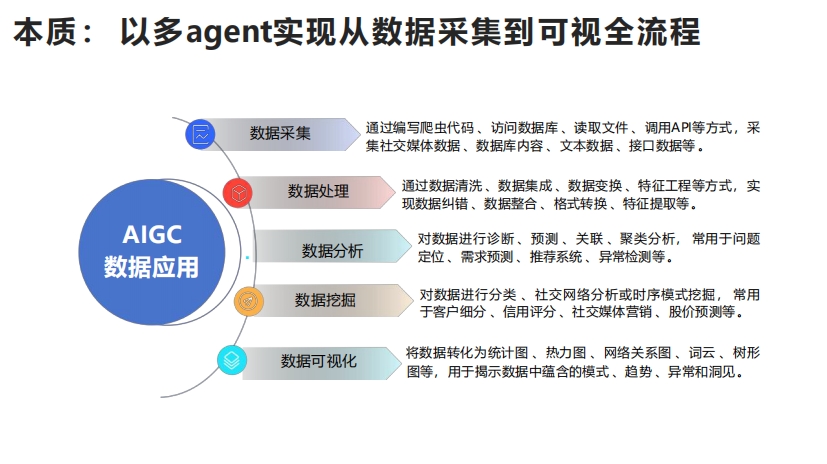 本质： 以多agent实现从数据采集到可视全流程
AIGC
数据应用
数据采集
通过编写爬虫代码、访问数据库、读取文件、调用API等方式，采
集社交媒体数据、数据库内容、文本数据、接口数据等。
数据处理
通过数据清洗、数据集成、数据变换、特征工程等方式，实
现数据纠错、数据整合、格式转换、特征提取等。
数据分析
对数据进行诊断、预测、关联、聚类分析，常用于问题
定位、需求预测、推荐系统、异常检测等。
数据挖掘
对数据进行分类、社交网络分析或时序模式挖掘，常用
于客户细分、信用评分、社交媒体营销、股价预测等。
数据可视化
将数据转化为统计图、热力图、网络关系图、词云、树形
图等，用于揭示数据中蕴含的模式、趋势、异常和洞见。